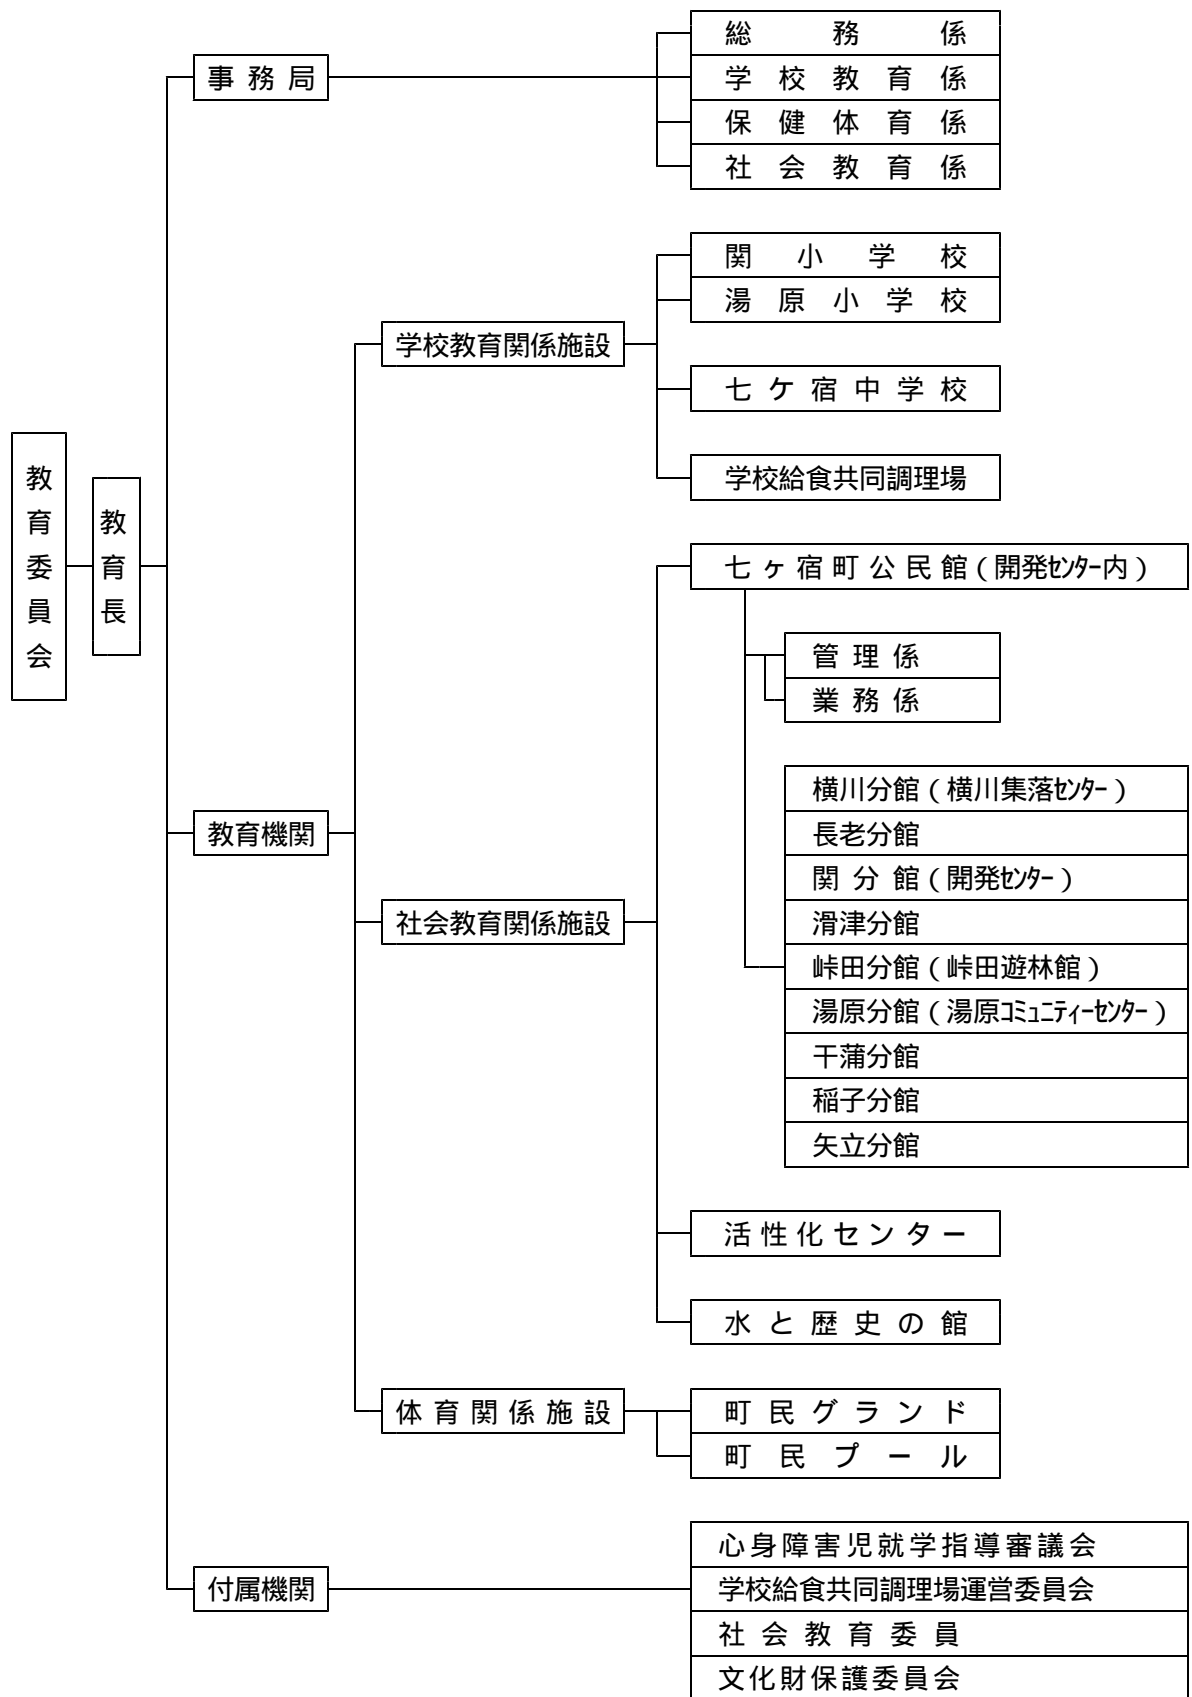 総務係
事務局
学校教育係
保健体育係
社会教育係
関小学校
湯原小学校
学校教育関係施設
七ケ宿中学校
学校給食共同調理場
教育委員会
教育長
七ヶ宿町公民館（開発ｾﾝﾀｰ内）
管理係
業務係
横川分館（横川集落ｾﾝﾀｰ）
教育機関
長老分館
関分館（開発ｾﾝﾀｰ）
社会教育関係施設
滑津分館
峠田分館（峠田遊林館）
湯原分館（湯原ｺﾐｭﾆﾃｨｰｾﾝﾀｰ）
干蒲分館
稲子分館
矢立分館
活性化センター
水と歴史の館
体育関係施設
町民グランド
町民プール
心身障害児就学指導審議会
付属機関
学校給食共同調理場運営委員会
社会教育委員
文化財保護委員会